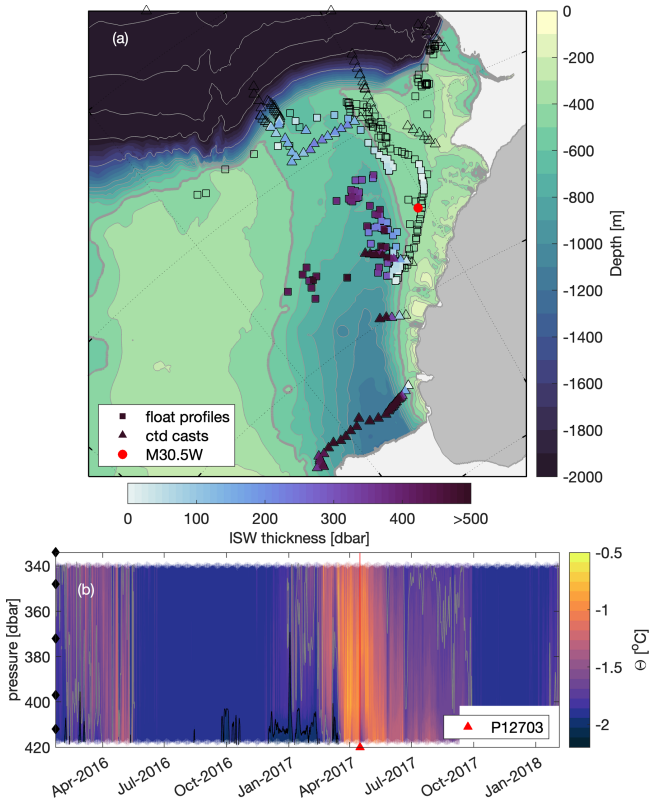 (a)
0
-200
-400
-600
-800
-1000
-1200
-1400
-1600
-1800
-2000
Depth [m]
float profiles
ctd casts
M30.5W
0
100
200
300
400
>500
ISW thickness [dbar]
(b)
340
360
380
400
420
pressure [dbar]
P12703
-0.5
-1
-1.5
-2
Θ [°C]
Apr-2016
Jul-2016
Oct-2016
Jan-2017
Apr-2017
Jul-2017
Oct-2017
Jan-2018